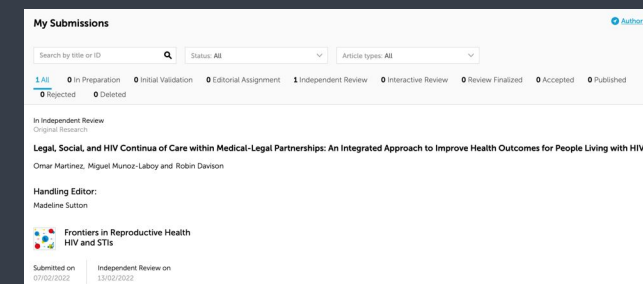 My Submissions
Author
Search by title or ID
Status: All
Article types: All
1 All 0 In Preparation 0 Initial Validation 0 Editorial Assignment 1 Independent Review 0 Interactive Review 0 Review Finalized 0 Accepted 0 Published
0 Rejected 0 Deleted
In Independent Review
Original Research
Legal, Social, and HIV Continua of Care within Medical-Legal Partnerships: An Integrated Approach to Improve Health Outcomes for People Living with HIV
Omar Martinez, Miguel Munoz-Laboy and Robin Davison
Handling Editor:
Madeline Sutton
Frontiers in Reproductive Health
HIV and STIs
Submitted on Independent Review on
07/02/2022 13/02/2022